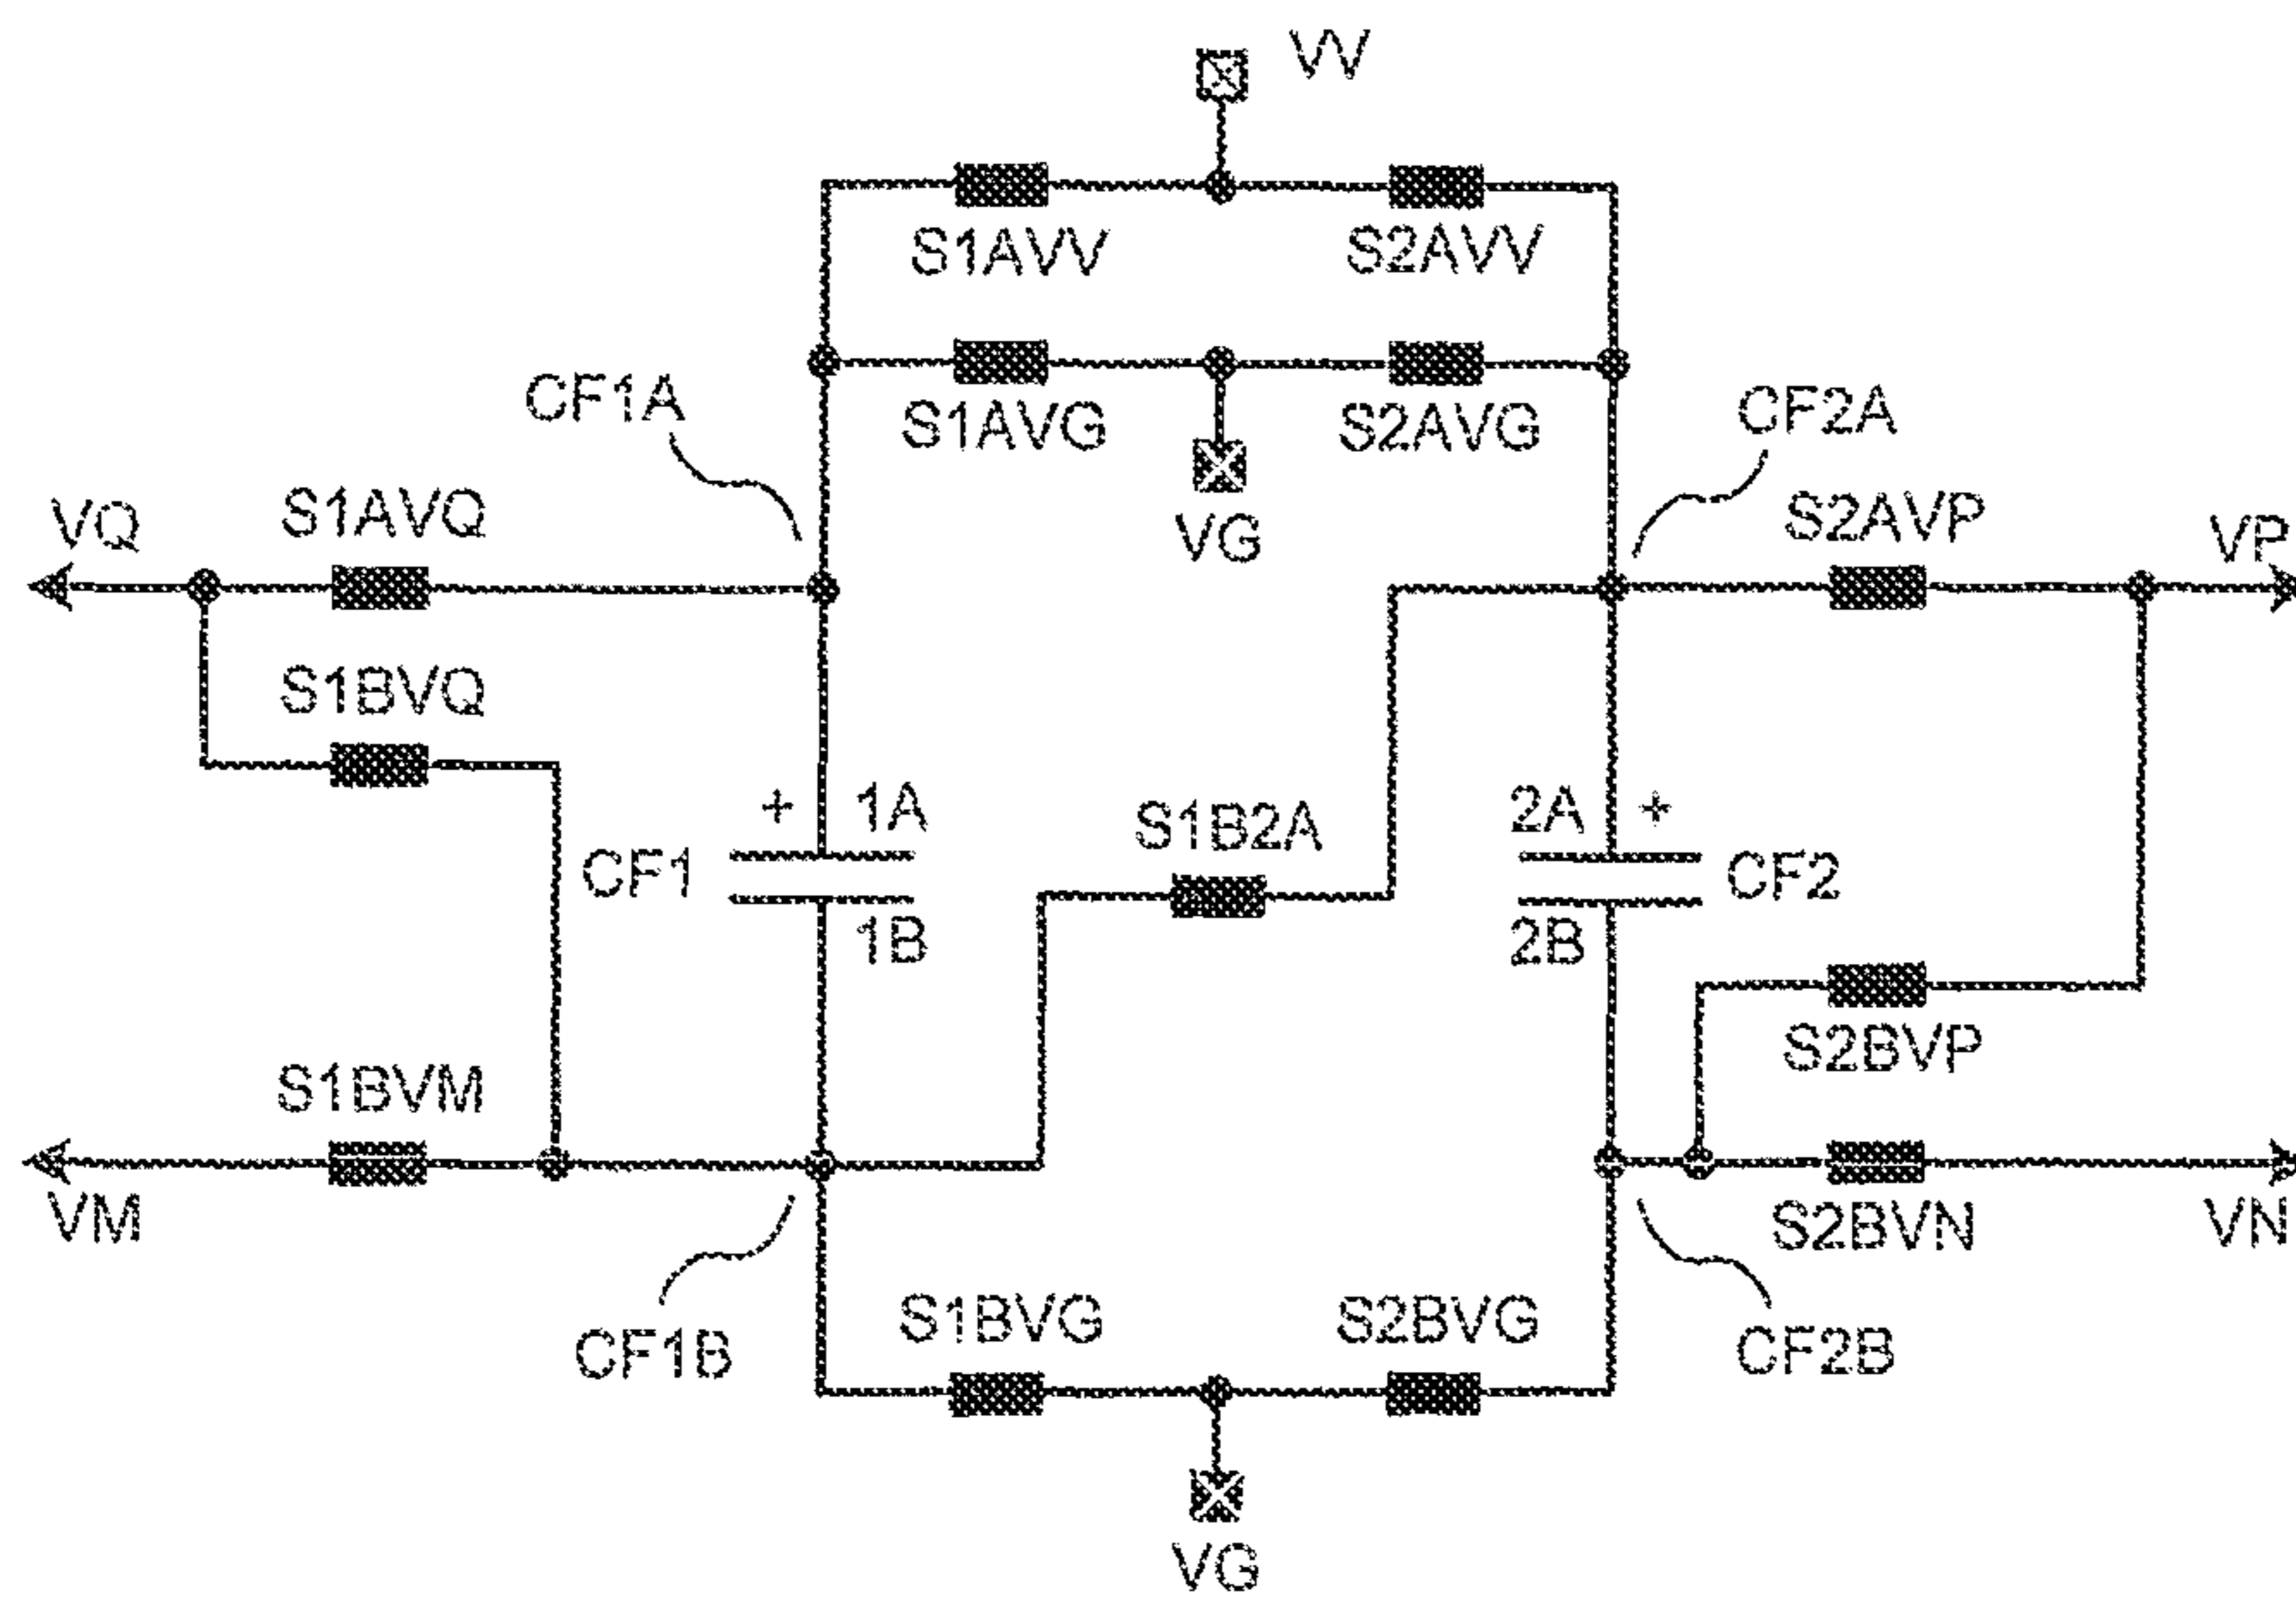 VV
S1AVV
S2AVV
CF1A
S1AVG
S2AVG
CF2A
VQ
S1AVQ
VG
S2AVP
VP
S1BVQ
+
1A
S1B2A
2A
+
CF1
CF2
1B
2B
S2BVP
S1BVM
VM
S2BVN
VN
S1BVG
S2BVG
CF1B
CF2B
VG